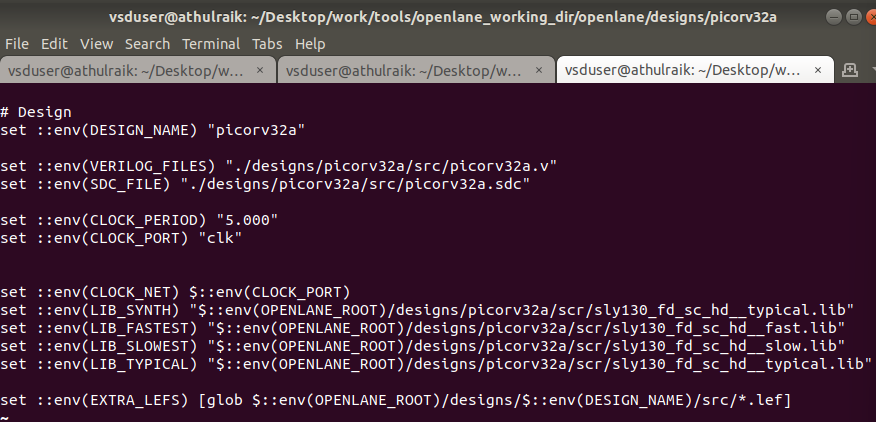 vsduser@athulraik: ~/Desktop/work/tools/openlane_working_dir/openlane/designs/picorv32a
File Edit View Search Terminal Tabs Help
vsduser@athulraik: ~/Desktop/w... × vsduser@athulraik: ~/Desktop/w... × vsduser@athulraik: ~/Desktop/w... ×
# Design
set ::env(DESIGN_NAME) "picorv32a"
set ::env(VERILOG_FILES) "./designs/picorv32a/src/picorv32a.v"
set ::env(SDC_FILE) "./designs/picorv32a/src/picorv32a.sdc"
set ::env(CLOCK_PERIOD) "5.000"
set ::env(CLOCK_PORT) "clk"
set ::env(CLOCK_NET) $::env(CLOCK_PORT)
set ::env(LIB_SYNTH) "$::env(OPENLANE_ROOT)/designs/picorv32a/scr/sly130_fd_sc_hd__typical.lib"
set ::env(LIB_FASTEST) "$::env(OPENLANE_ROOT)/designs/picorv32a/scr/sly130_fd_sc_hd__fast.lib"
set ::env(LIB_SLOWEST) "$::env(OPENLANE_ROOT)/designs/picorv32a/scr/sly130_fd_sc_hd__slow.lib"
set ::env(LIB_TYPICAL) "$::env(OPENLANE_ROOT)/designs/picorv32a/scr/sly130_fd_sc_hd__typical.lib"
set ::env(EXTRA_LEFS) [glob $::env(OPENLANE_ROOT)/designs/$::env(DESIGN_NAME)/src/*.lef]
~